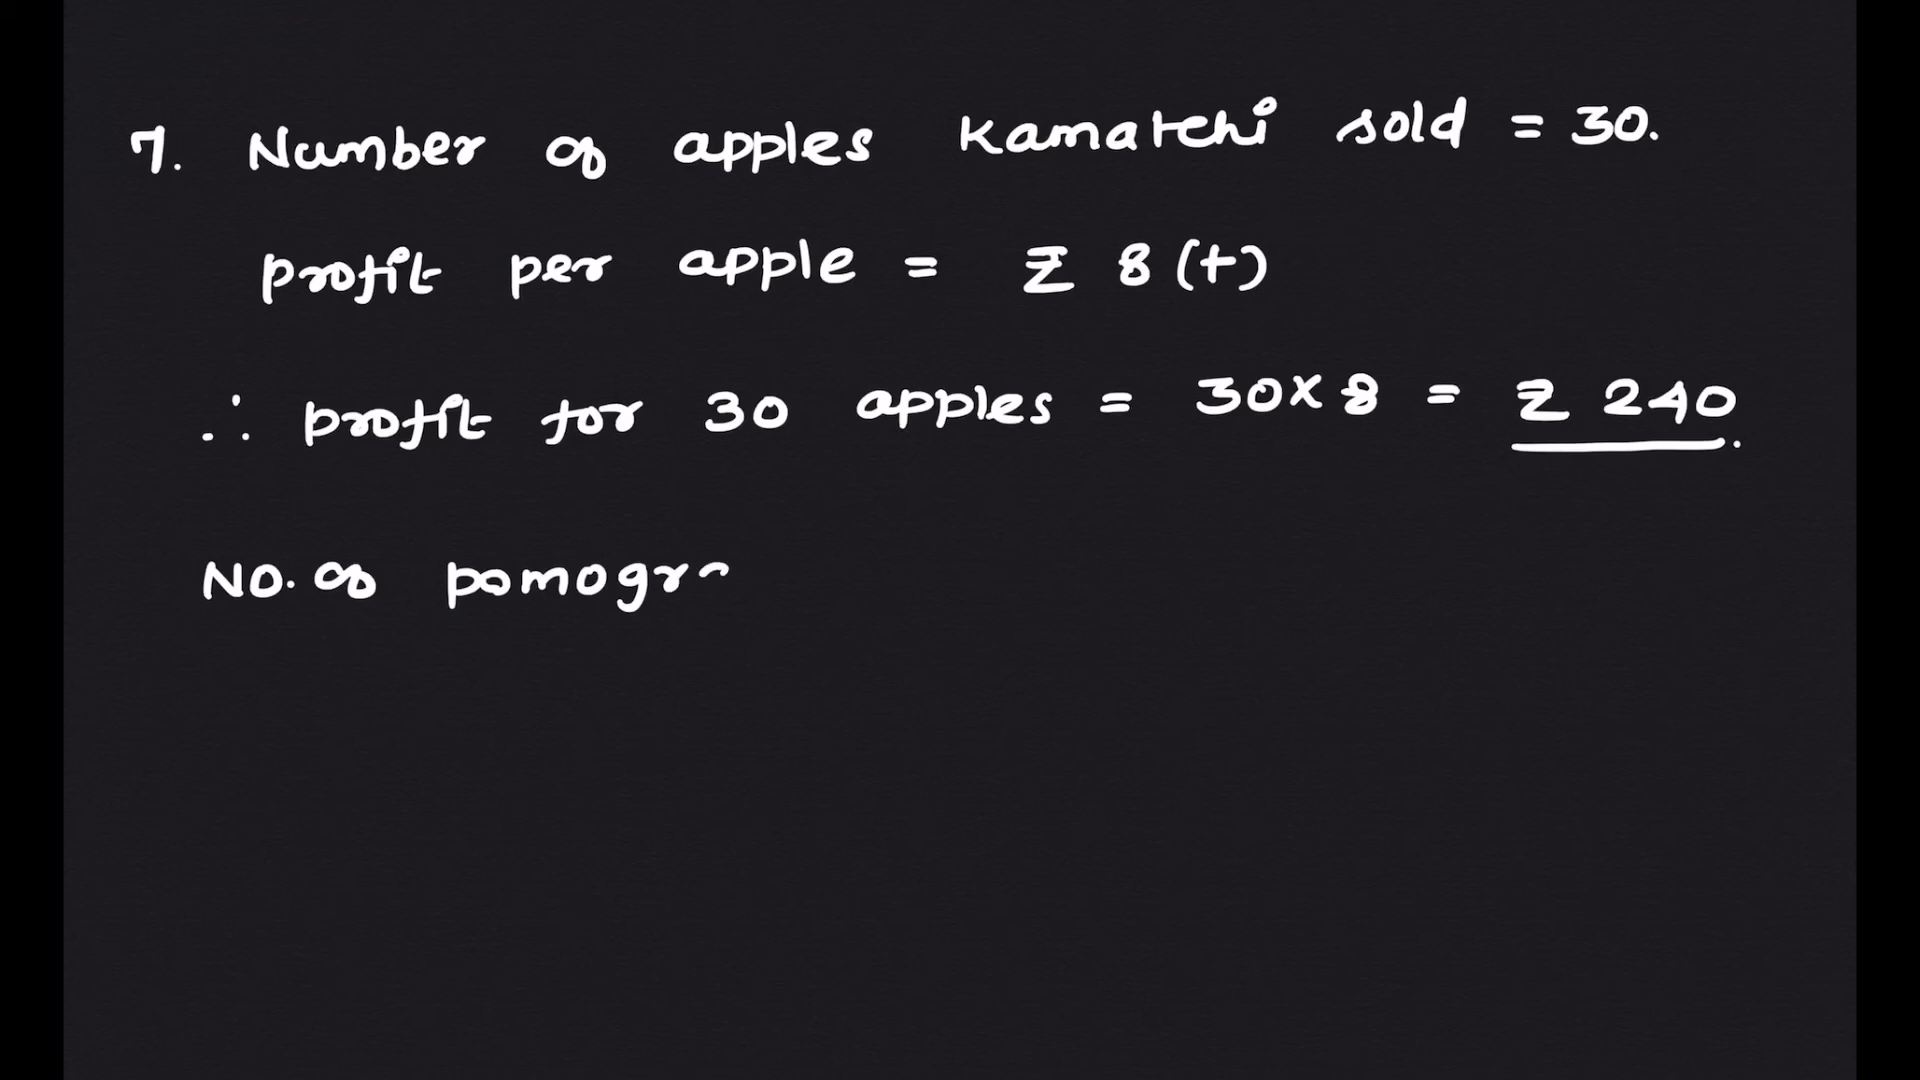 7. Number of apples Kamatchi sold = 30.
profit per apple = ₹ 8 (+)
∴ profit for 30 apples = 30 × 8 = ₹ 240.
No. of pomogra